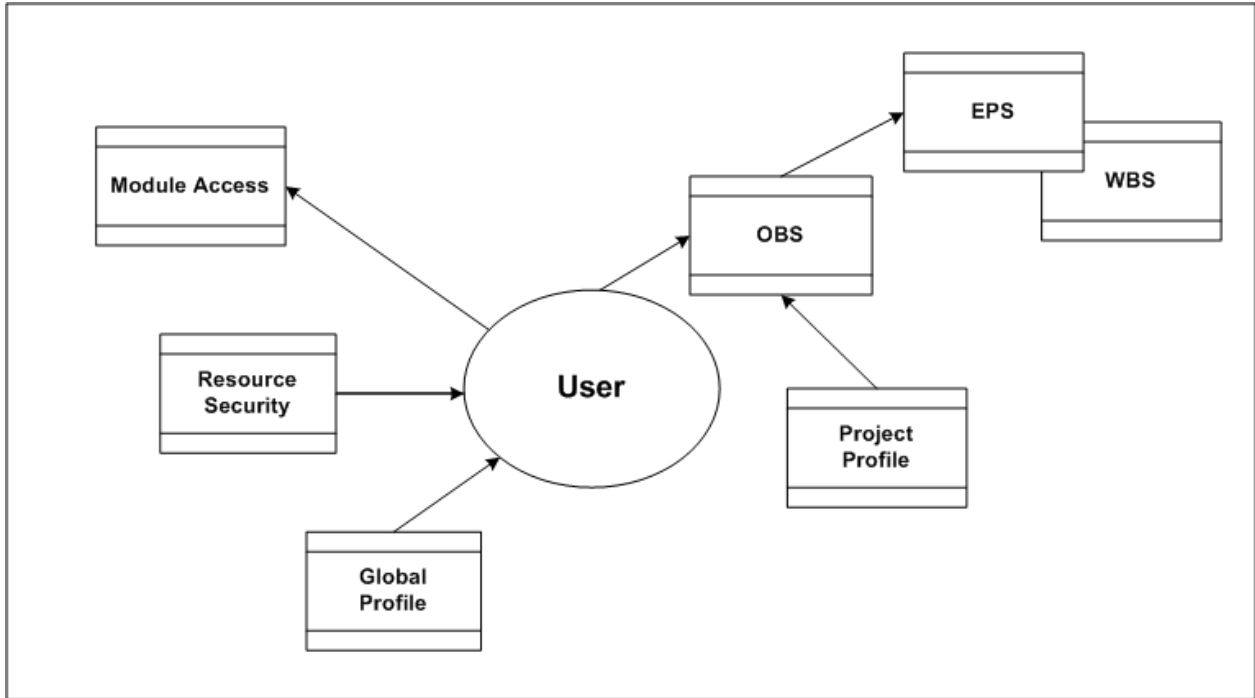 EPS
WBS
Module Access
OBS
Resource
Security
User
Project
Profile
Global
Profile